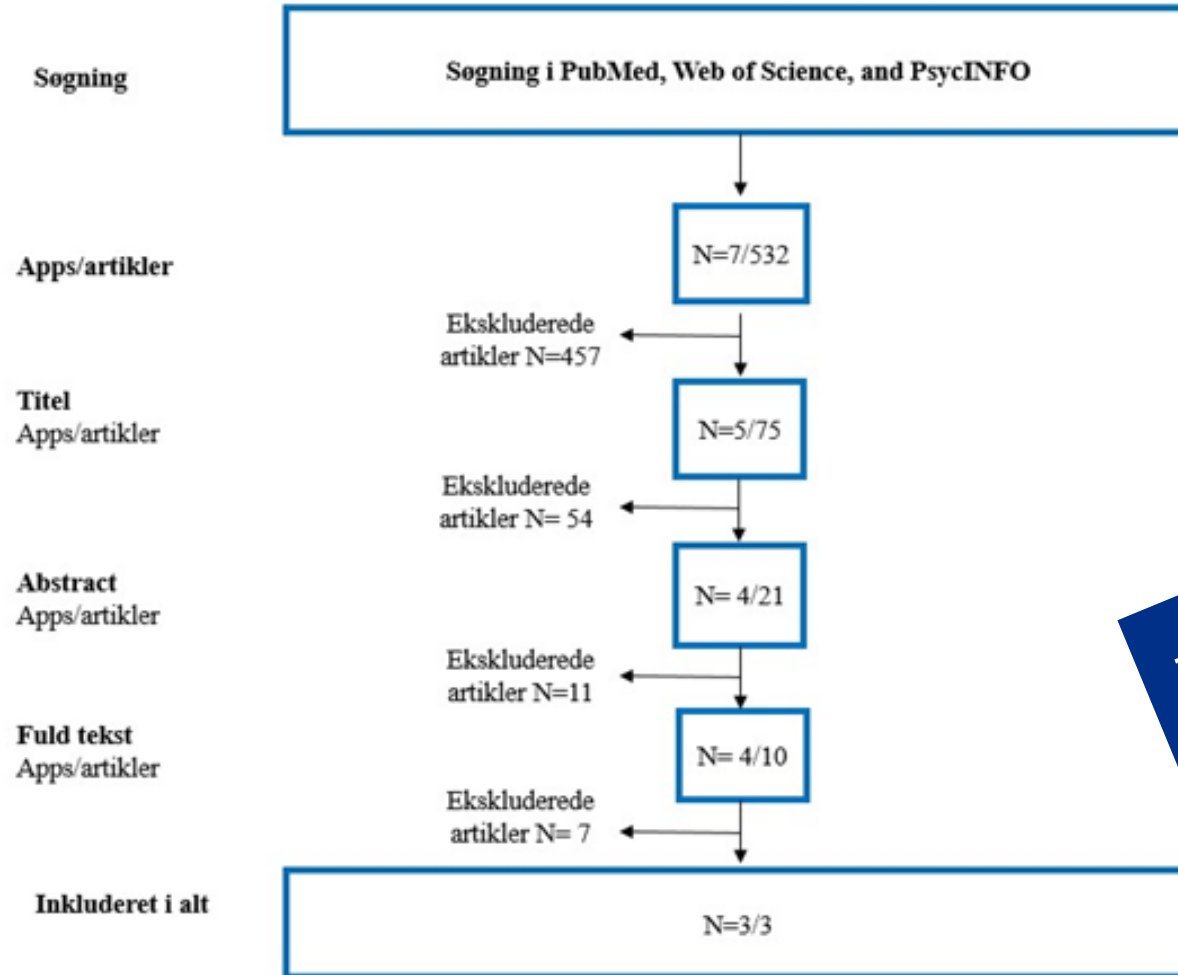 Søgning
Søgning i PubMed, Web of Science, and PsycINFO
Apps/artikler
N=7/532
Ekskluderede
artikler N=457
Titel
Apps/artikler
N=5/75
Ekskluderede
artikler N= 54
Abstract
Apps/artikler
N= 4/21
Ekskluderede
artikler N=11
Fuld tekst
Apps/artikler
N= 4/10
Ekskluderede
artikler N= 7
Inkluderet i alt
N=3/3